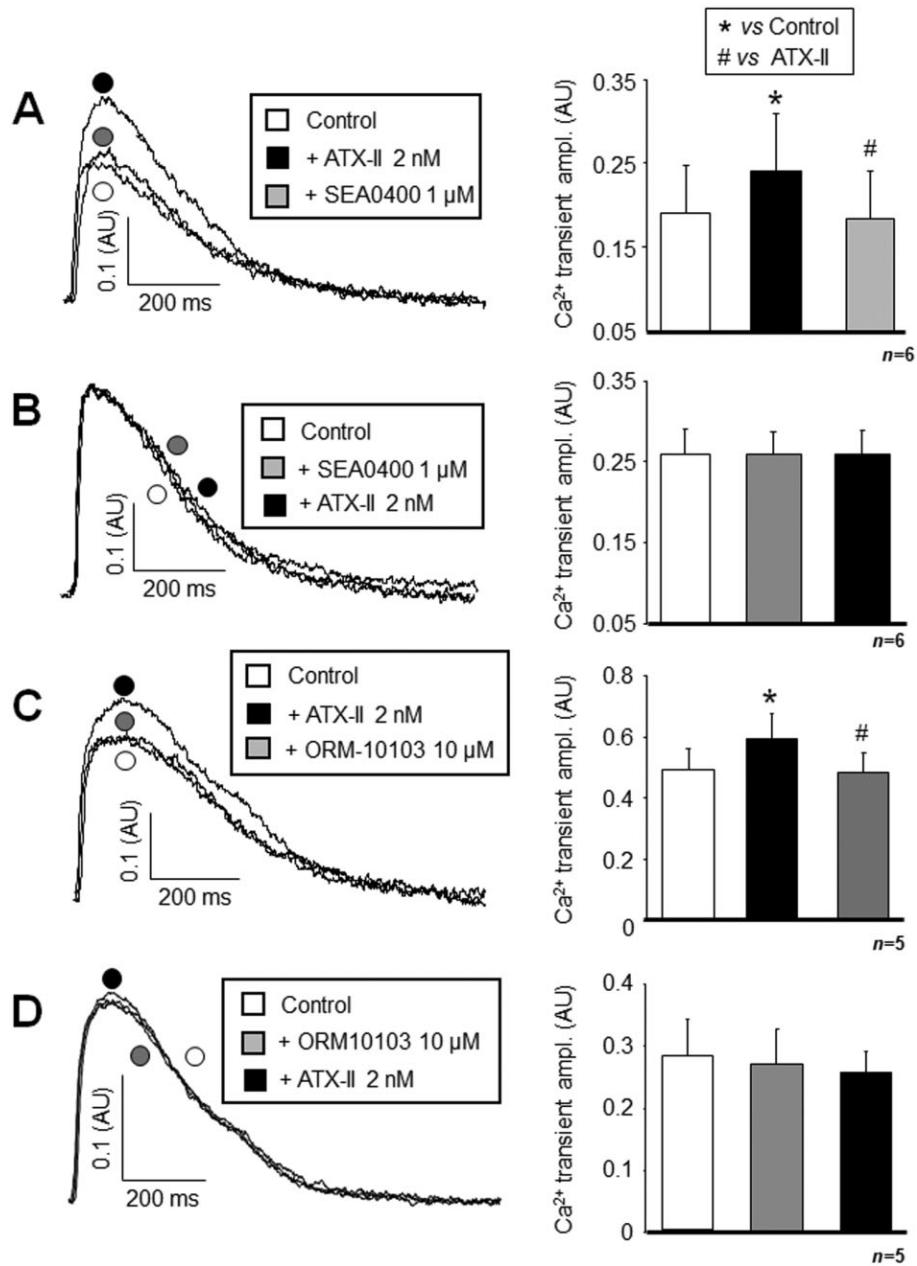 * vs Control
# vs ATX-II
A
Control
+ ATX-II 2 nM
+ SEA0400 1 µM
0.1 (AU)
200 ms
Ca²⁺ transient ampl. (AU)
0.35
0.25
0.15
0.05
*
#
n=6
B
Control
+ SEA0400 1 µM
+ ATX-II 2 nM
0.1 (AU)
200 ms
Ca²⁺ transient ampl. (AU)
0.35
0.25
0.15
0.05
n=6
C
Control
+ ATX-II 2 nM
+ ORM-10103 10 µM
0.1 (AU)
200 ms
Ca²⁺ transient ampl. (AU)
0.8
0.6
0.4
0.2
0
*
#
n=5
D
Control
+ ORM10103 10 µM
+ ATX-II 2 nM
0.1 (AU)
200 ms
Ca²⁺ transient ampl. (AU)
0.4
0.3
0.2
0.1
0
n=5